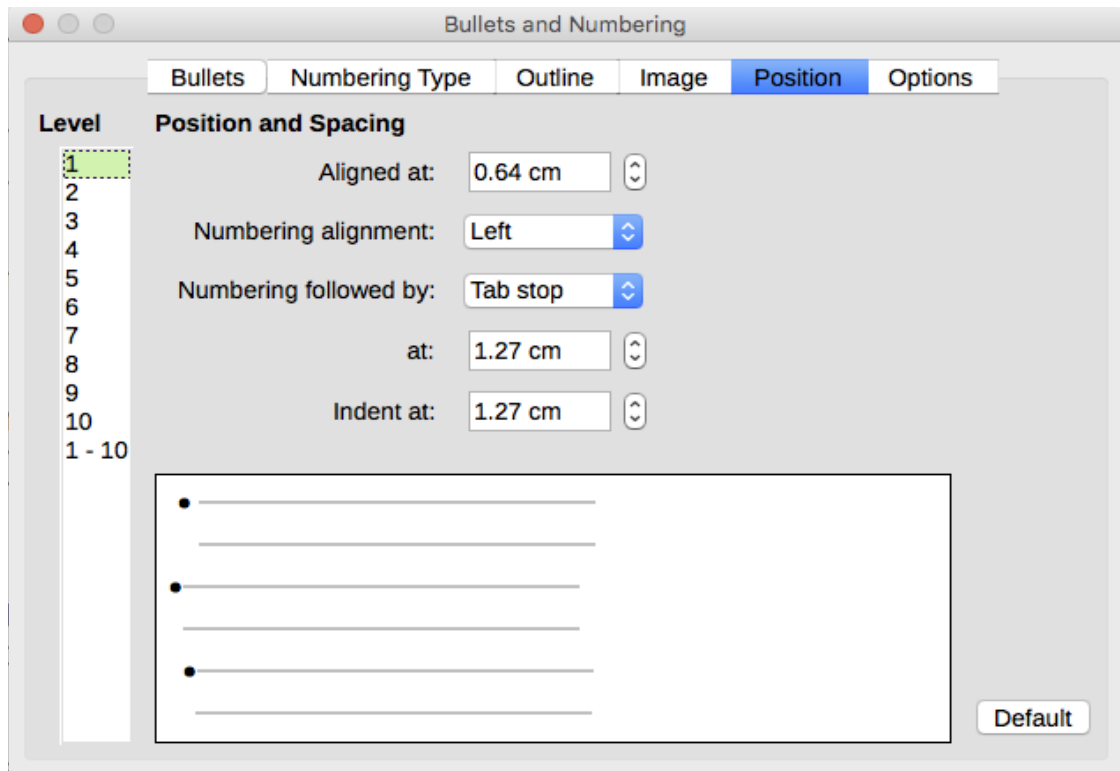 Bullets and Numbering
Bullets Numbering Type Outline Image Position Options
Level Position and Spacing
1
2
3
4
5
6
7
8
9
10
1 - 10
Aligned at: 0.64 cm
Numbering alignment: Left
Numbering followed by: Tab stop
at: 1.27 cm
Indent at: 1.27 cm
Default